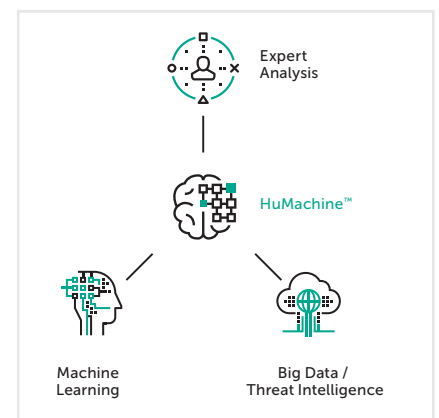 Expert
Analysis
HuMachine™
Machine
Learning
Big Data /
Threat Intelligence